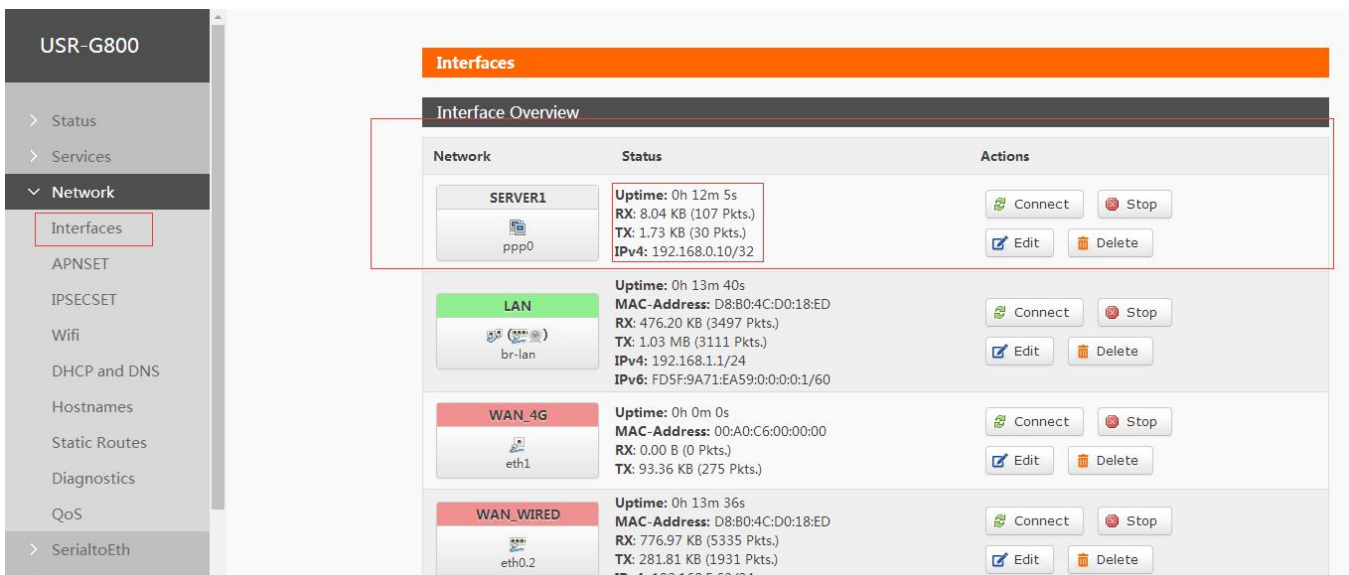 USR-G800
Status
Services
Network
Interfaces
APNSET
IPSECSET
Wifi
DHCP and DNS
Hostnames
Static Routes
Diagnostics
QoS
SerialtoEth
Interfaces
Interface Overview
Network Status Actions
SERVER1
ppp0
Uptime: 0h 12m 5s
RX: 8.04 KB (107 Pkts.)
TX: 1.73 KB (30 Pkts.)
IPv4: 192.168.0.10/32
Connect Stop
Edit Delete
LAN
br-lan
Uptime: 0h 13m 40s
MAC-Address: D8:B0:4C:D0:18:ED
RX: 476.20 KB (3497 Pkts.)
TX: 1.03 MB (3111 Pkts.)
IPv4: 192.168.1.1/24
IPv6: FD5F:9A71:EA59:0:0:0:0:1/60
Connect Stop
Edit Delete
WAN_4G
eth1
Uptime: 0h 0m 0s
MAC-Address: 00:A0:C6:00:00:00
RX: 0.00 B (0 Pkts.)
TX: 93.36 KB (275 Pkts.)
Connect Stop
Edit Delete
WAN_WIRED
eth0.2
Uptime: 0h 13m 36s
MAC-Address: D8:B0:4C:D0:18:ED
RX: 776.97 KB (5335 Pkts.)
TX: 281.81 KB (1931 Pkts.)
Connect Stop
Edit Delete